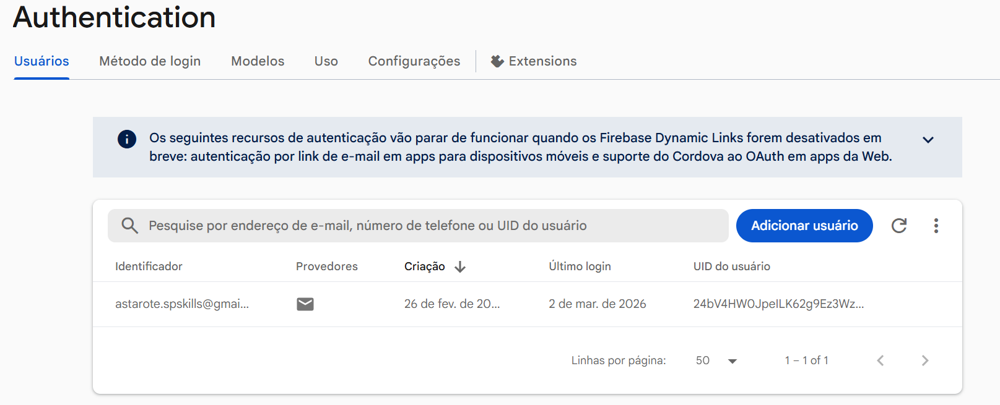 Authentication
Usuários Método de login Modelos Uso Configurações Extensions
Os seguintes recursos de autenticação vão parar de funcionar quando os Firebase Dynamic Links forem desativados em
breve: autenticação por link de e-mail em apps para dispositivos móveis e suporte do Cordova ao OAuth em apps da Web.
Pesquise por endereço de e-mail, número de telefone ou UID do usuário Adicionar usuário
Identificador Provedores Criação Último login UID do usuário
astarote.spskills@gmai... 26 de fev. de 20... 2 de mar. de 2026 24bV4HW0JpeILK62g9Ez3Wz...
Linhas por página: 50 1 – 1 of 1